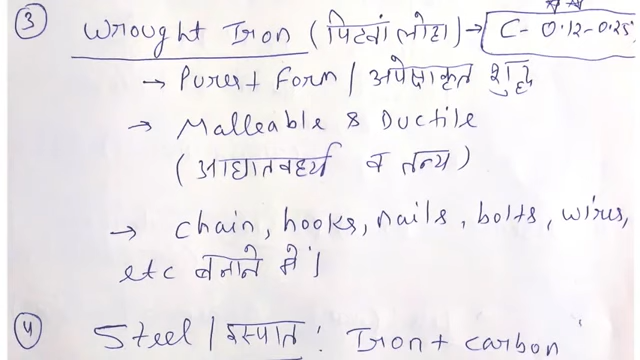 ③ Wrought Iron (पिटवां लोहा) → C - 0.12-0.25
→ Purest Form / अपेक्षाकृत शुद्ध
→ Malleable & Ductile
(आघातवर्ध्य व तन्य)
→ chain, hooks, nails, bolts, wires,
etc बनाने में।
④ Steel / इस्पात : Iron + carbon